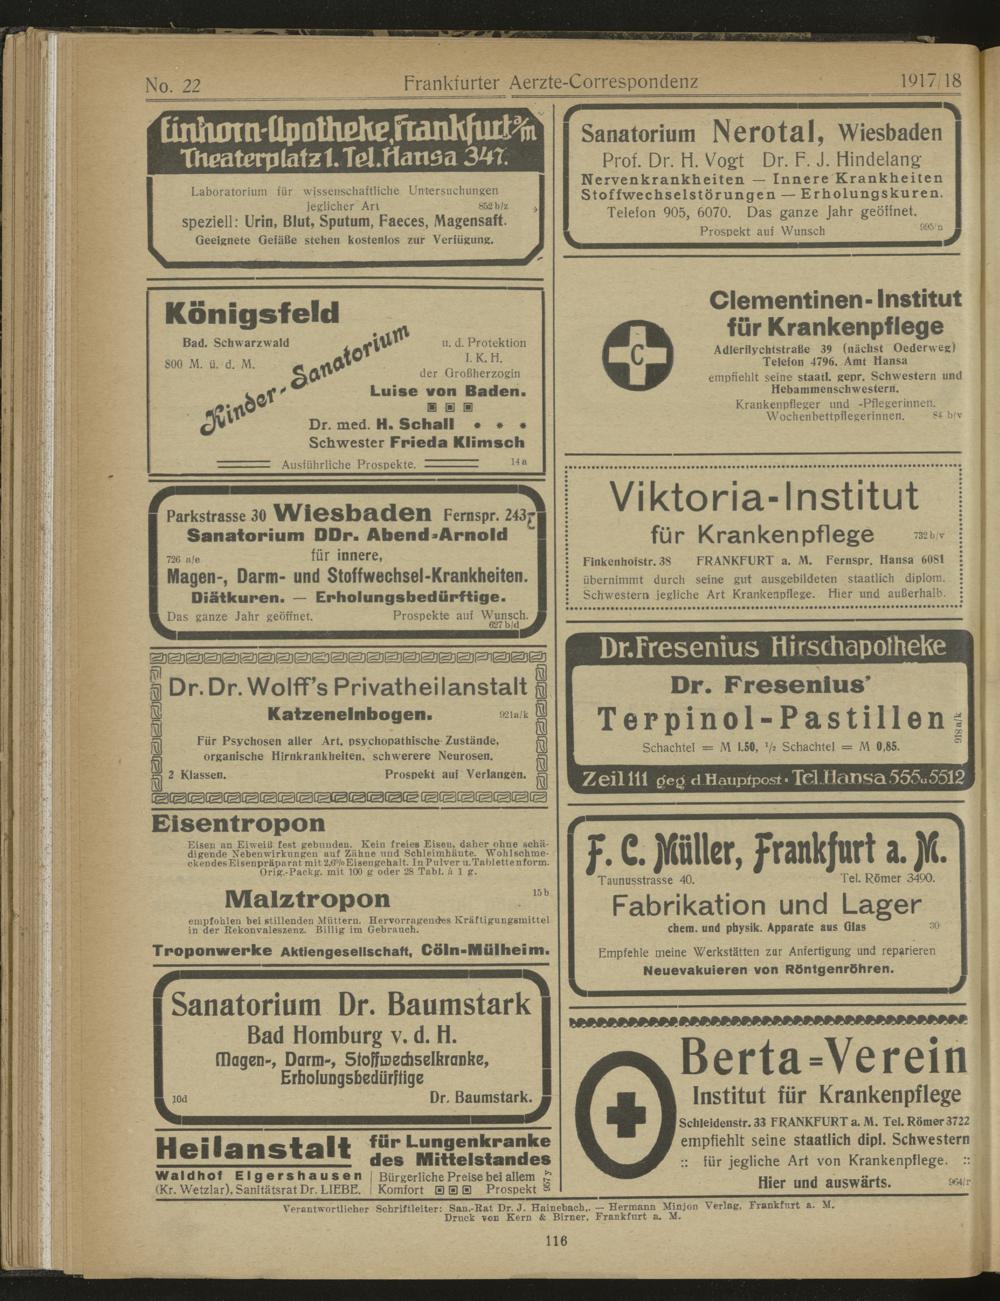 No. 22
Frankfurter Aerzte-Correspondenz
1917/18
Einhorn-Apotheke, Frankfurt a/m
Theaterplatz 1. Tel. Hansa 347.
Laboratorium für wissenschaftliche Untersuchungen
jeglicher Art 852 b/z
speziell: Urin, Blut, Sputum, Faeces, Magensaft.
Geeignete Gefäße stehen kostenlos zur Verfügung.
Königsfeld
Bad. Schwarzwald
800 M. ü. d. M.
Kinder-Sanatorium
u. d. Protektion
I. K. H.
der Großherzogin
Luise von Baden.
Dr. med. H. Schall
Schwester Frieda Klimsch
Ausführliche Prospekte. 14a
Parkstrasse 30 Wiesbaden Fernspr. 243
Sanatorium DDr. Abend-Arnold
726 a/e für innere,
Magen-, Darm- und Stoffwechsel-Krankheiten.
Diätkuren. — Erholungsbedürftige.
Das ganze Jahr geöffnet. Prospekte auf Wunsch.
627 b/d
Dr. Dr. Wolff's Privatheilanstalt
Katzenelnbogen. 921a/k
Für Psychosen aller Art, psychopathische Zustände,
organische Hirnkrankheiten, schwerere Neurosen.
2 Klassen. Prospekt auf Verlangen.
Eisentropon
Eisen an Eiweiß fest gebunden. Kein freies Eisen, daher ohne schä-
digende Nebenwirkungen auf Zähne und Schleimhäute. Wohlschme-
ckendes Eisenpräparat mit 2,6% Eisengehalt. In Pulver u. Tablettenform.
Orig.-Packg. mit 100 g oder 28 Tabl. à 1 g.
Malztropon 15 b
empfohlen bei stillenden Müttern. Hervorragendes Kräftigungsmittel
in der Rekonvaleszenz. Billig im Gebrauch.
Troponwerke Aktiengesellschaft, Cöln-Mülheim.
Sanatorium Dr. Baumstark
Bad Homburg v. d. H.
Magen-, Darm-, Stoffwechselkranke,
Erholungsbedürftige
10d Dr. Baumstark.
Heilanstalt für Lungenkranke
des Mittelstandes
Waldhof Elgershausen
(Kr. Wetzlar). Sanitätsrat Dr. LIEBE.
Bürgerliche Preise bei allem
Komfort Prospekt
957 y
Sanatorium Nerotal, Wiesbaden
Prof. Dr. H. Vogt Dr. F. J. Hindelang
Nervenkrankheiten — Innere Krankheiten
Stoffwechselstörungen — Erholungskuren.
Telefon 905, 6070. Das ganze Jahr geöffnet.
Prospekt auf Wunsch 995/n
C
Clementinen-Institut
für Krankenpflege
Adlerflychtstraße 39 (nächst Oederweg)
Telefon 4796, Amt Hansa
empfiehlt seine staatl. gepr. Schwestern und
Hebammenschwestern.
Krankenpfleger und -Pflegerinnen.
Wochenbettpflegerinnen. 84 b/v
Viktoria-Institut
für Krankenpflege 732 b/v
Finkenhofstr. 38 FRANKFURT a. M. Fernspr. Hansa 6081
übernimmt durch seine gut ausgebildeten staatlich diplom.
Schwestern jegliche Art Krankenpflege. Hier und außerhalb.
Dr. Fresenius Hirschapotheke
Dr. Fresenius'
Terpinol-Pastillen
918 a/k
Schachtel = M 1.50, 1/2 Schachtel = M 0,85.
Zeil 111 geg d Hauptpost · Tel. Hansa 555 u. 5512
F. C. Müller, Frankfurt a. M.
Taunusstrasse 40. Tel. Römer 3490.
Fabrikation und Lager
chem. und physik. Apparate aus Glas 30
Empfehle meine Werkstätten zur Anfertigung und reparieren
Neuevakuieren von Röntgenröhren.
Berta-Verein
Institut für Krankenpflege
Schleidenstr. 33 FRANKFURT a. M. Tel. Römer 3722
empfiehlt seine staatlich dipl. Schwestern
:: für jegliche Art von Krankenpflege. ::
Hier und auswärts. 964/r
Verantwortlicher Schriftleiter: San.-Rat Dr. J. Hainebach,. — Hermann Minjon Verlag, Frankfurt a. M.
Druck von Kern & Birner, Frankfurt a. M.
116